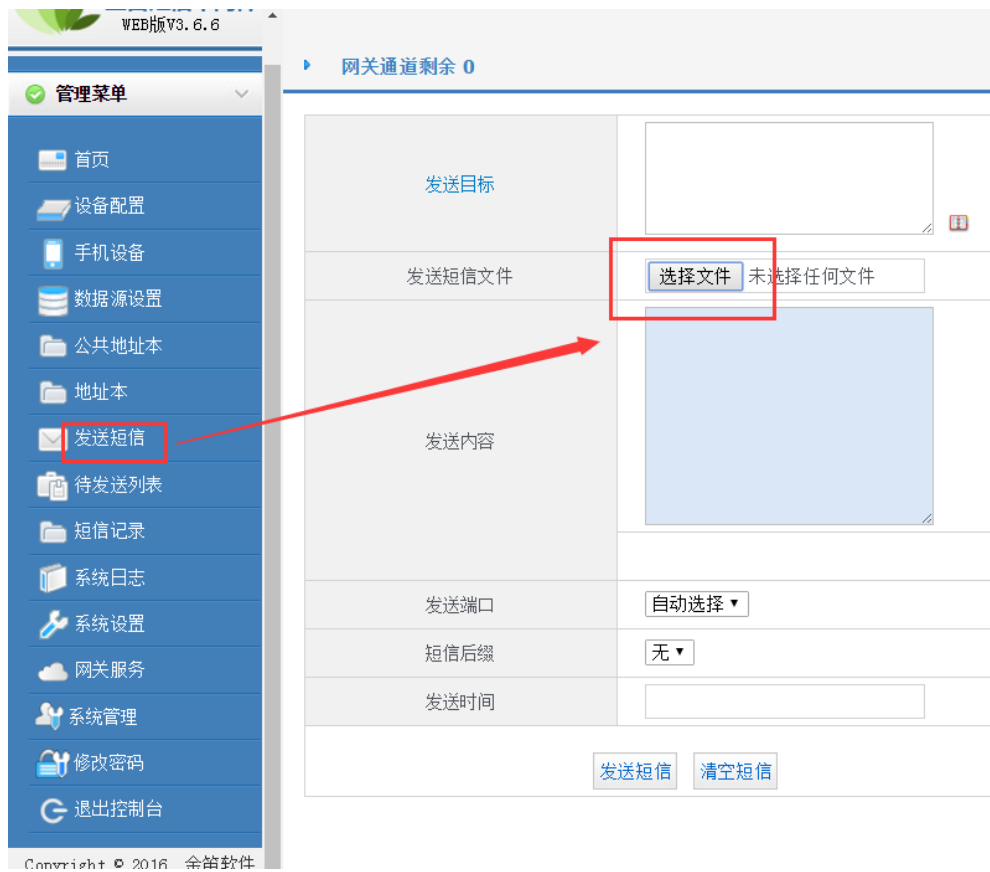 WEB版V3.6.6
管理菜单
首页
设备配置
手机设备
数据源设置
公共地址本
地址本
发送短信
待发送列表
短信记录
系统日志
系统设置
网关服务
系统管理
修改密码
退出控制台
Copyright © 2016 金笛软件
网关通道剩余 0
发送目标
发送短信文件 选择文件 未选择任何文件
发送内容
发送端口 自动选择
短信后缀 无
发送时间
发送短信 清空短信